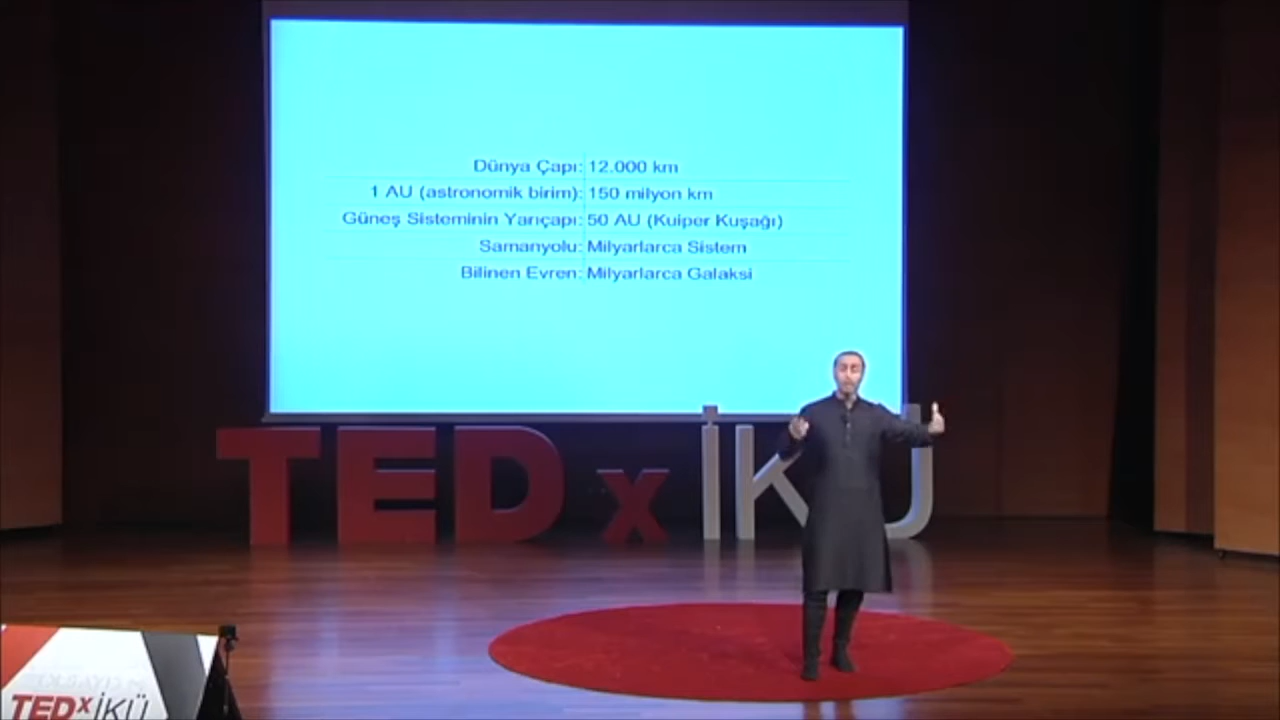 Dünya Çapı: 12.000 km
1 AU (astronomik birim): 150 milyon km
Güneş Sisteminin Yarıçapı: 50 AU (Kuiper Kuşağı)
Samanyolu: Milyarlarca Sistem
Bilinen Evren: Milyarlarca Galaksi
TEDx İKÜ
TEDxİKÜ